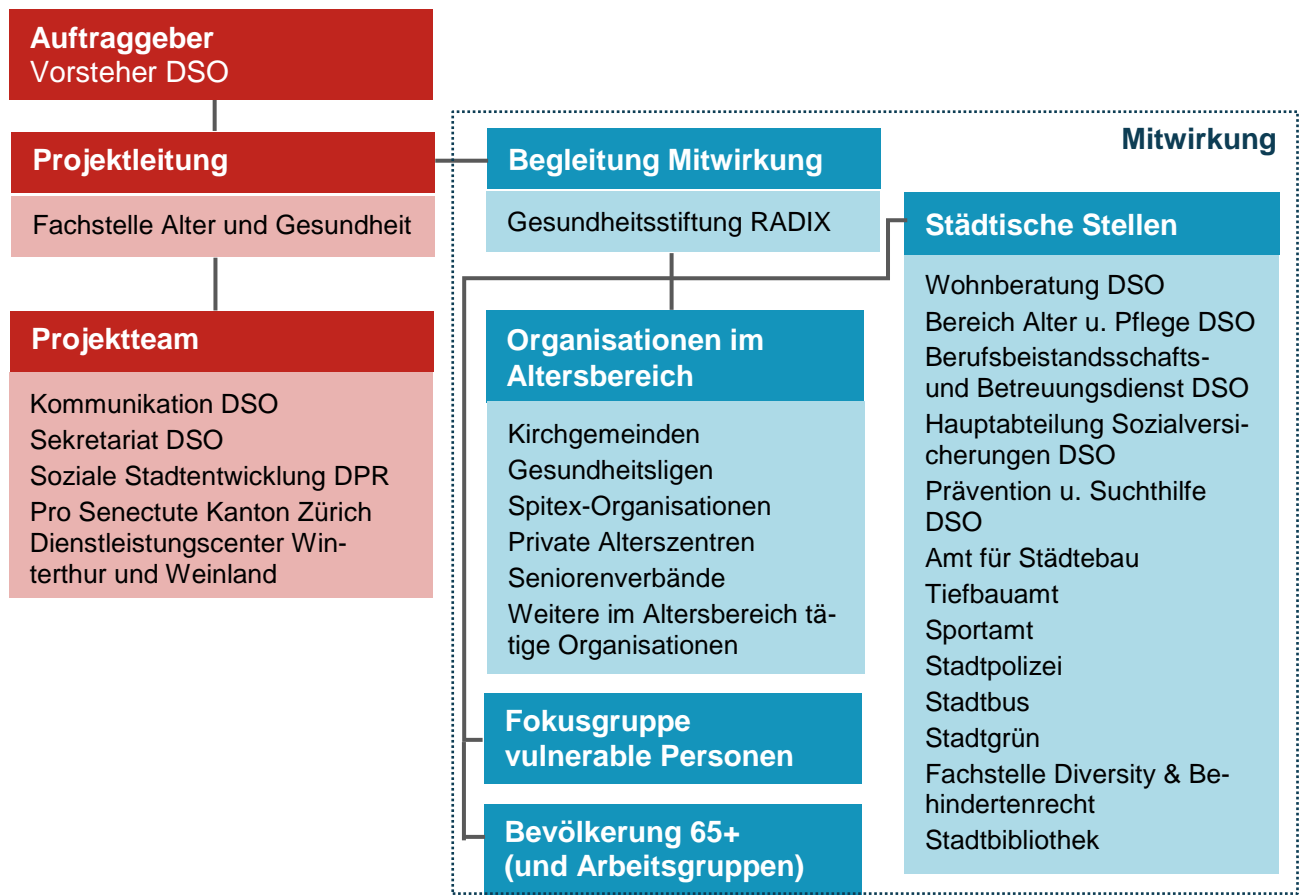 Auftraggeber
Vorsteher DSO
Projektleitung
Fachstelle Alter und Gesundheit
Projektteam
Kommunikation DSO
Sekretariat DSO
Soziale Stadtentwicklung DPR
Pro Senectute Kanton Zürich
Dienstleistungscenter Win-
terthur und Weinland
Mitwirkung
Begleitung Mitwirkung
Gesundheitsstiftung RADIX
Organisationen im
Altersbereich
Kirchgemeinden
Gesundheitsligen
Spitex-Organisationen
Private Alterszentren
Seniorenverbände
Weitere im Altersbereich tä-
tige Organisationen
Fokusgruppe
vulnerable Personen
Bevölkerung 65+
(und Arbeitsgruppen)
Städtische Stellen
Wohnberatung DSO
Bereich Alter u. Pflege DSO
Berufsbeistandsschafts-
und Betreuungsdienst DSO
Hauptabteilung Sozialversi-
cherungen DSO
Prävention u. Suchthilfe
DSO
Amt für Städtebau
Tiefbauamt
Sportamt
Stadtpolizei
Stadtbus
Stadtgrün
Fachstelle Diversity & Be-
hindertenrecht
Stadtbibliothek